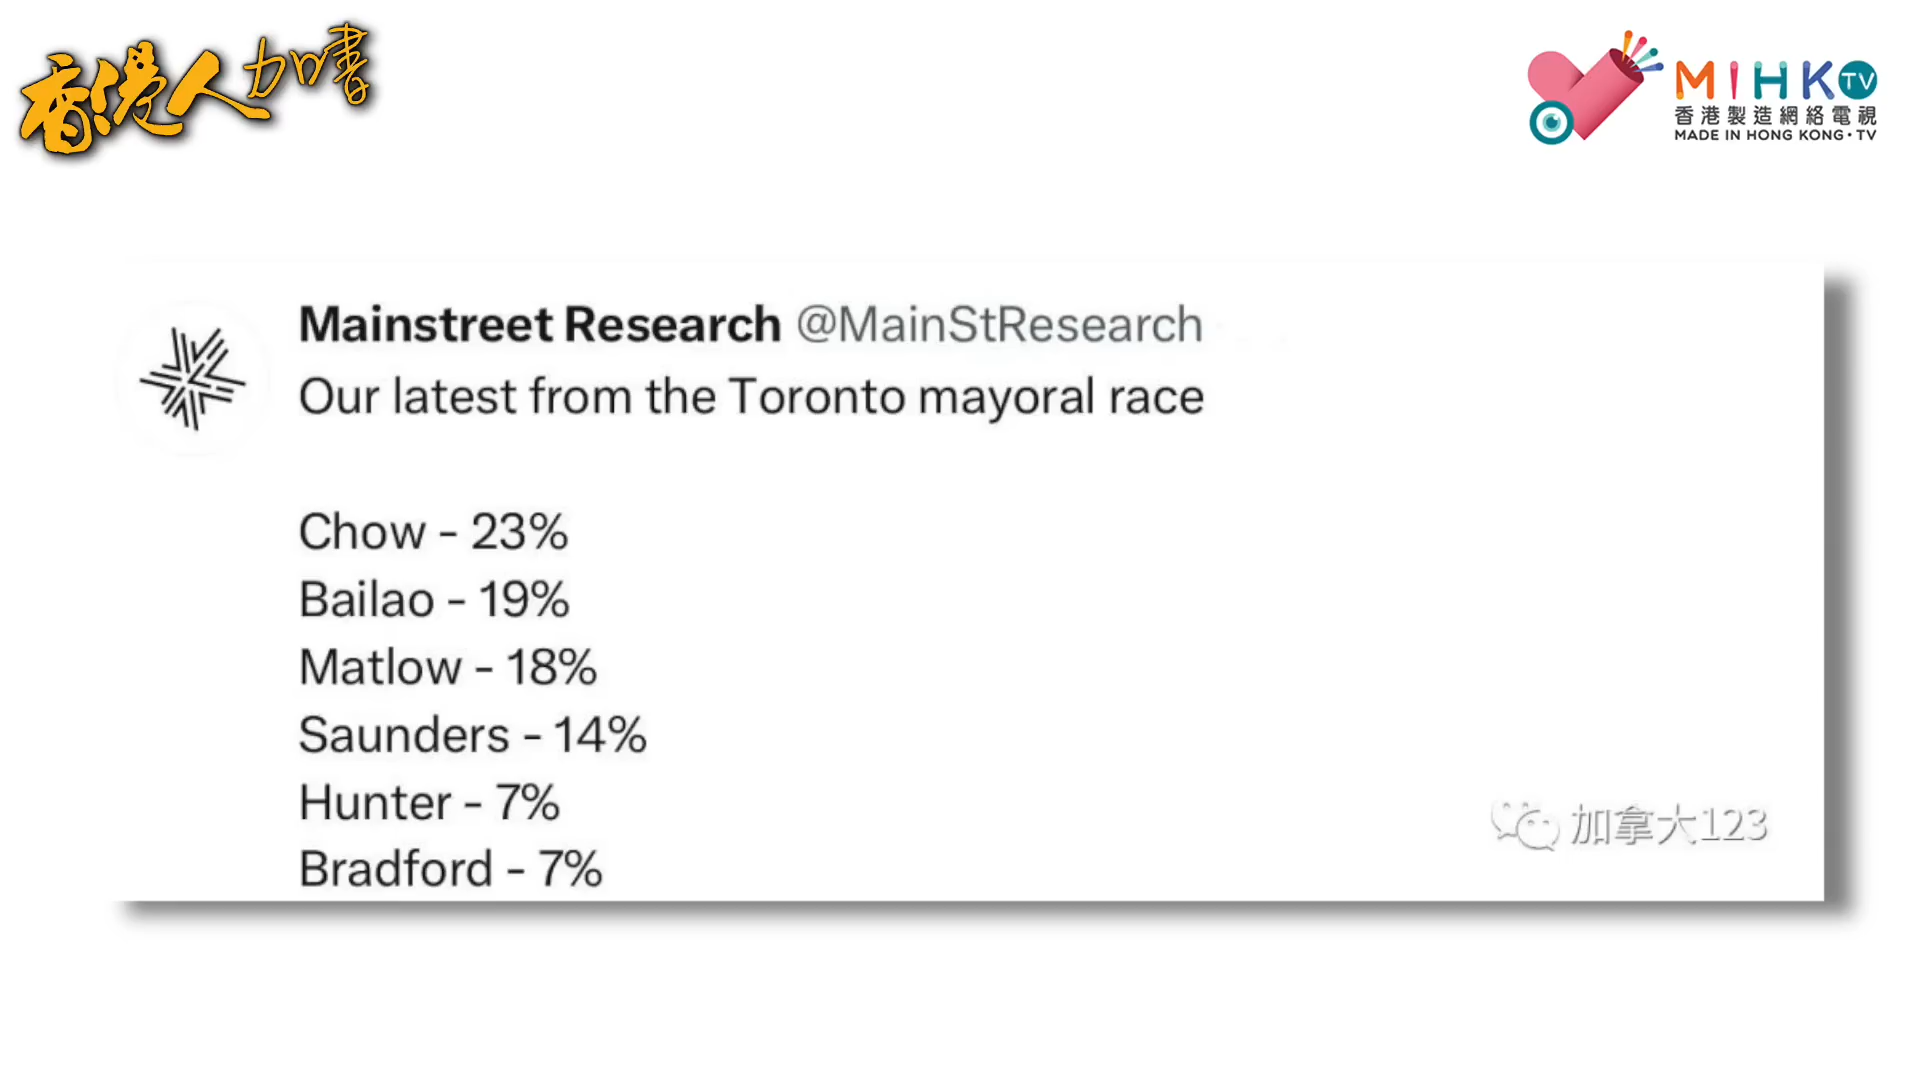 香港人加書
MIHK TV
香港製造網絡電視
MADE IN HONG KONG・TV
Mainstreet Research @MainStResearch
Our latest from the Toronto mayoral race
Chow - 23%
Bailao - 19%
Matlow - 18%
Saunders - 14%
Hunter - 7%
Bradford - 7%
加拿大123